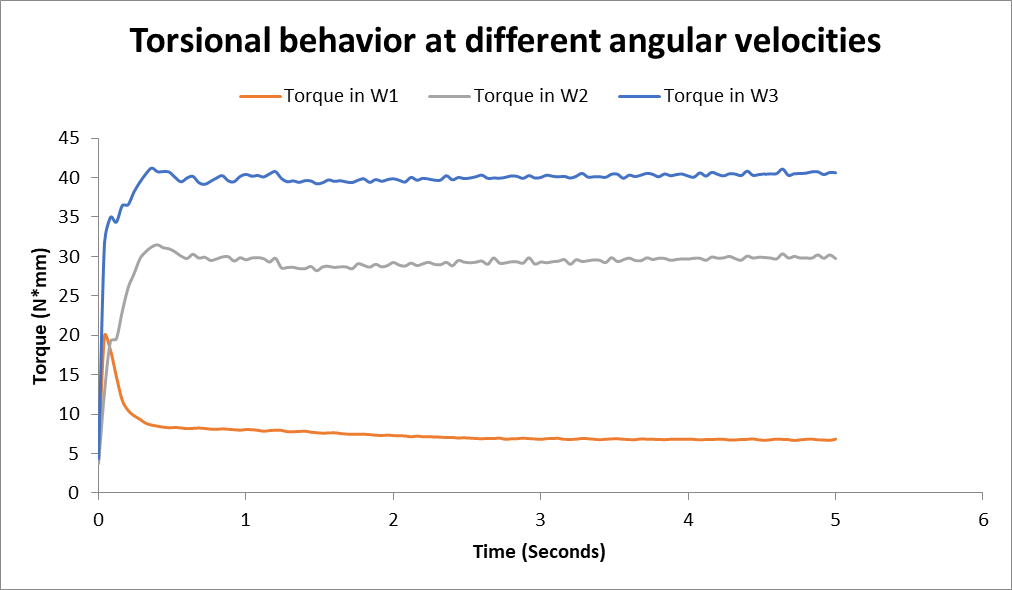 Torsional behavior at different angular velocities
Torque in W1 Torque in W2 Torque in W3
45
40
35
30
25
20
15
10
5
0
Torque (N*mm)
0 1 2 3 4 5 6
Time (Seconds)